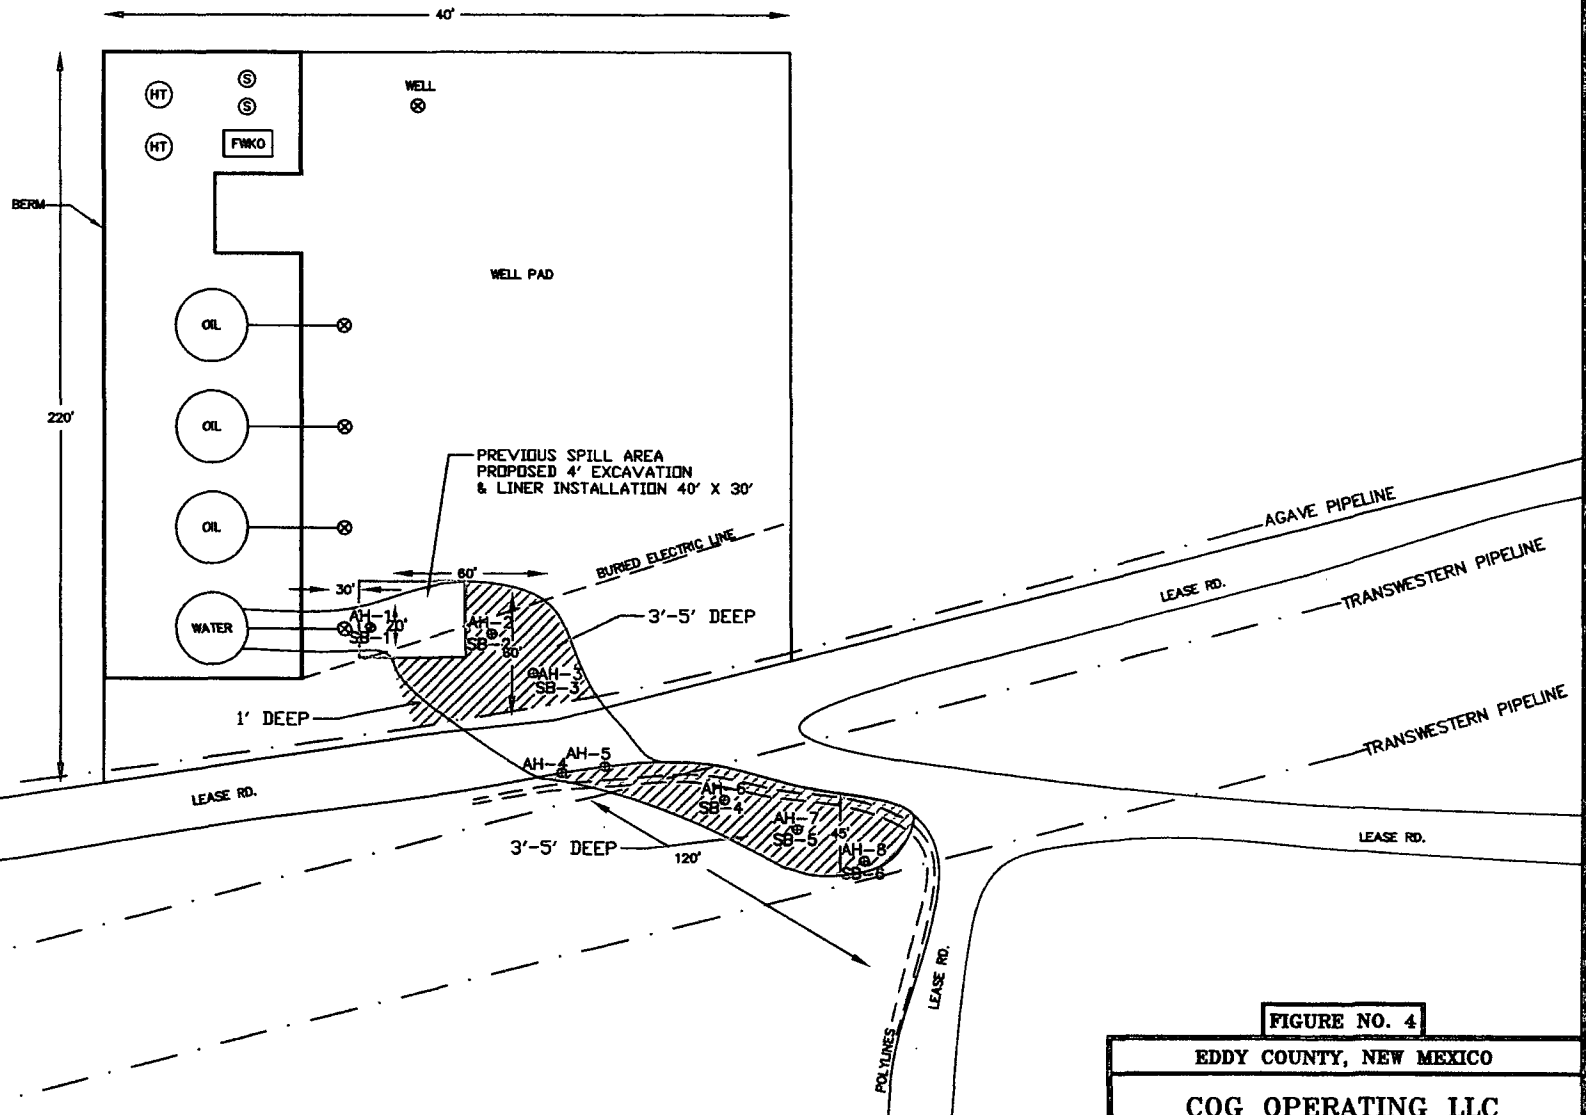 40'
HT
S
S
HT
FWKO
WELL
BERM
WELL PAD
OIL
220'
OIL
PREVIOUS SPILL AREA
PROPOSED 4' EXCAVATION
& LINER INSTALLATION 40' X 30'
OIL
AGAVE PIPELINE
BURIED ELECTRIC LINE
TRANSWESTERN PIPELINE
LEASE RD.
60'
30'
WATER
AH-1
20'
SB-1
AH-2
SB-2
60'
3'-5' DEEP
AH-3
SB-3
1' DEEP
TRANSWESTERN PIPELINE
AH-4
AH-5
LEASE RD.
AH-6
SB-4
AH-7
SB-5
45'
AH-8
SB-6
3'-5' DEEP
120'
LEASE RD.
LEASE RD.
POLYLINES
FIGURE NO. 4
EDDY COUNTY, NEW MEXICO
COG OPERATING LLC